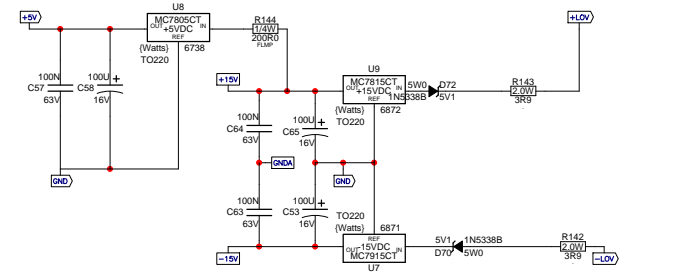 U8
+5V
MC7805CT
OUT +5VDC IN
REF
{Watts}
6738
TO220
R144
1/4W
200R0
FLMP
+LOV
100N
C57
63V
100U +
C58
16V
GND
U9
+15V
MC7815CT
OUT +15VDC IN
REF
{Watts}
6872
TO220
5W0 D72
1N5338B 5V1
R143
2.0W
3R9
100N
C64
63V
100U +
C65
16V
GNDA
GND
100N
C63
63V
100U +
C53
16V
TO220
{Watts}
6871
REF
OUT -15VDC IN
MC7915CT
U7
-15V
5V1 1N5338B
D70 5W0
R142
2.0W
3R9
-LOV